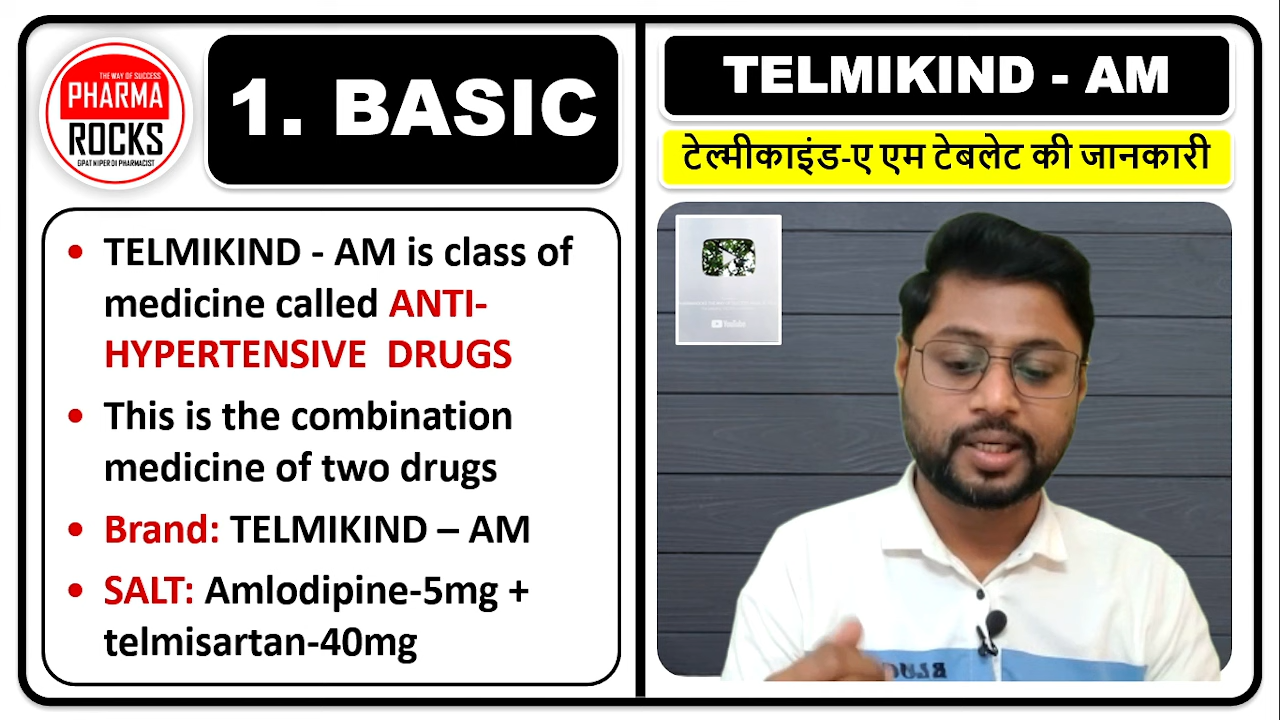 THE WAY OF SUCCESS
PHARMA
ROCKS
GPAT NIPER DI PHARMACIST
1. BASIC
• TELMIKIND - AM is class of
medicine called ANTI-
HYPERTENSIVE DRUGS
• This is the combination
medicine of two drugs
• Brand: TELMIKIND – AM
• SALT: Amlodipine-5mg +
telmisartan-40mg
TELMIKIND - AM
टेल्मीकाइंड-ए एम टेबलेट की जानकारी
YouTube